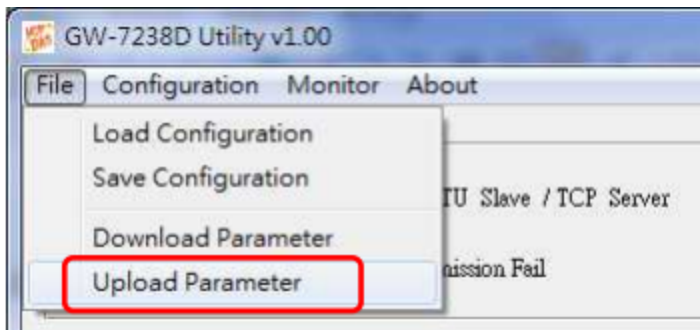 GW-7238D Utility v1.00
File Configuration Monitor About
Load Configuration
Save Configuration
TU Slave / TCP Server
Download Parameter
nission Fail
Upload Parameter